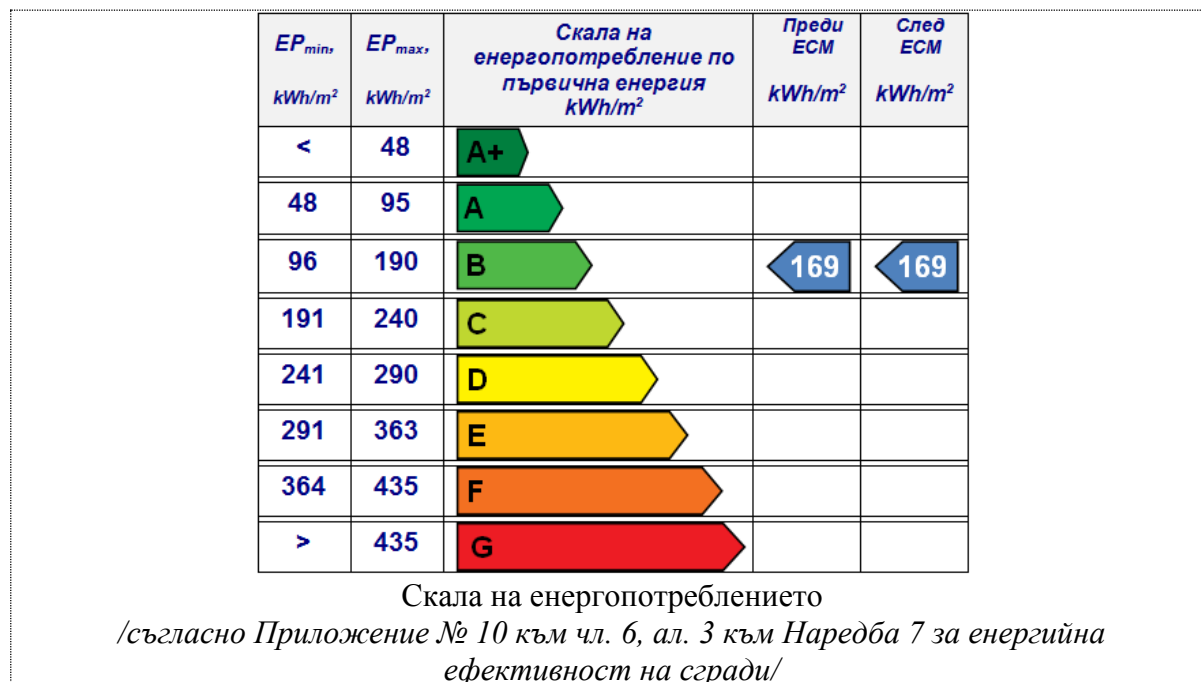 EPmin, EPmax, Скала на енергопотребление по първична енергия kWh/m² Преди ЕСМ След ЕСМ
kWh/m² kWh/m² kWh/m² kWh/m²
< 48 A+
48 95 A
96 190 B 169 169
191 240 C
241 290 D
291 363 E
364 435 F
> 435 G
Скала на енергопотреблението
/съгласно Приложение № 10 към чл. 6, ал. 3 към Наредба 7 за енергийна
ефективност на сгради/